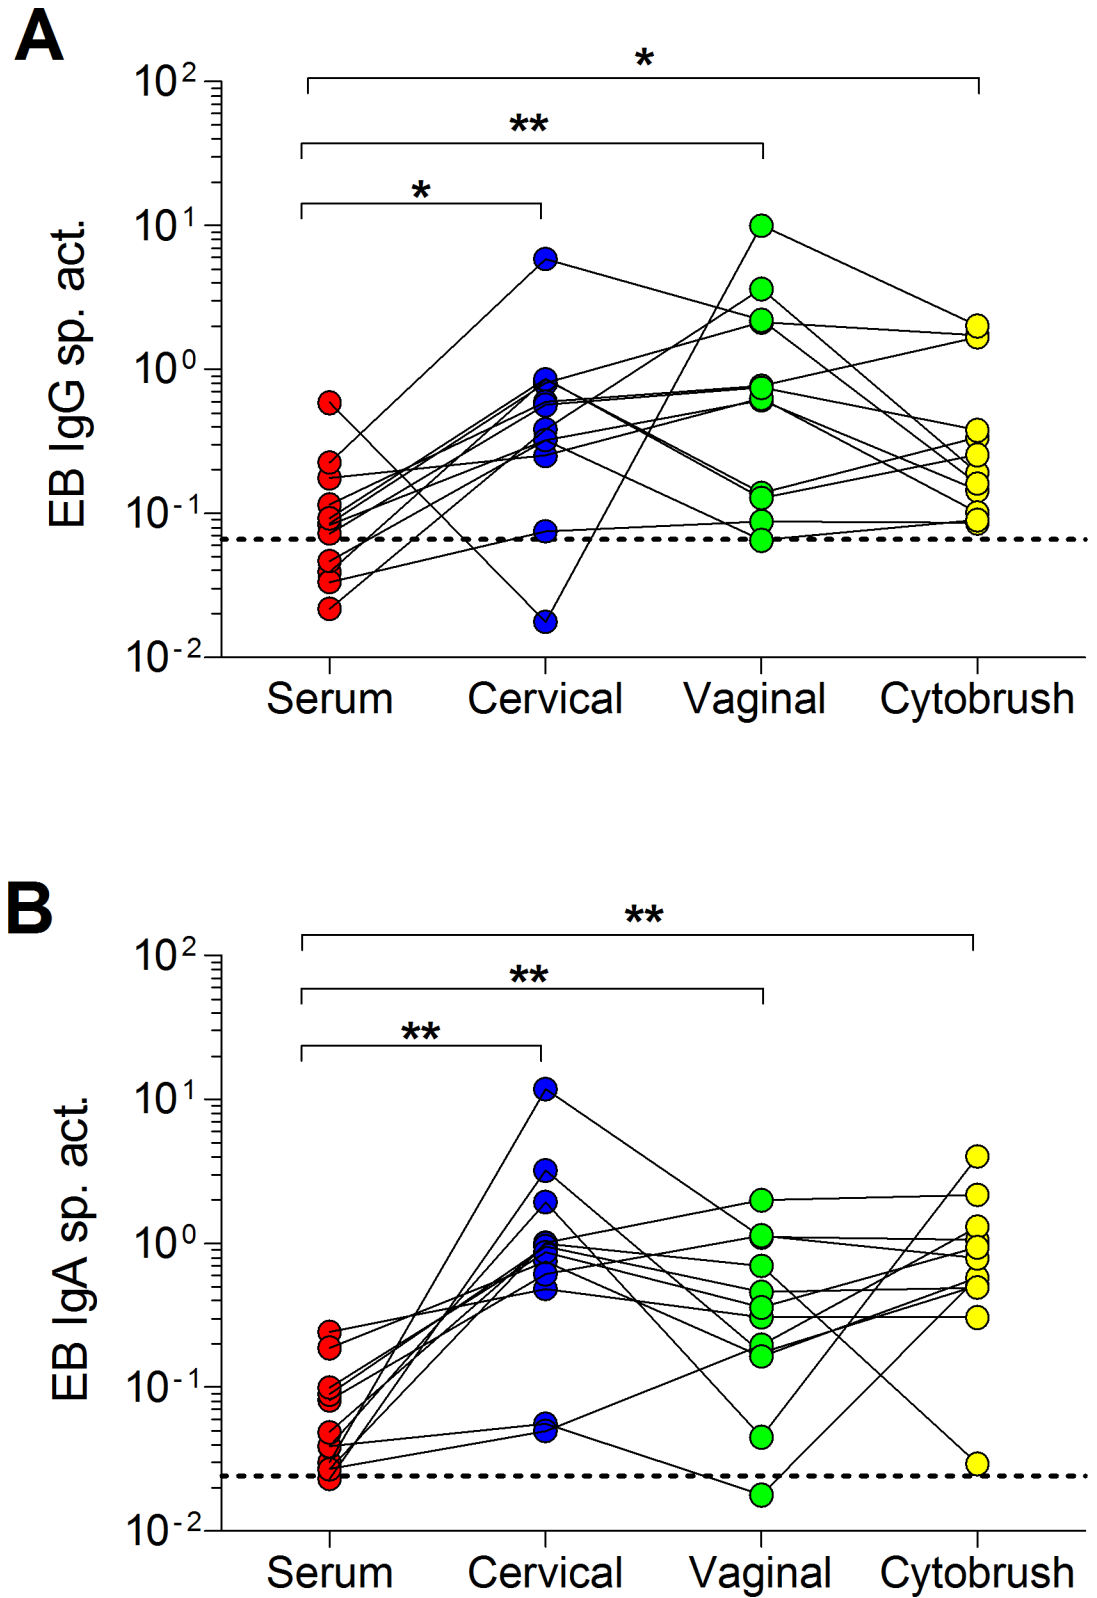 A
*
**
*
EB IgG sp. act.
10²
10¹
10⁰
10⁻¹
10⁻²
Serum Cervical Vaginal Cytobrush
B
**
**
**
EB IgA sp. act.
10²
10¹
10⁰
10⁻¹
10⁻²
Serum Cervical Vaginal Cytobrush